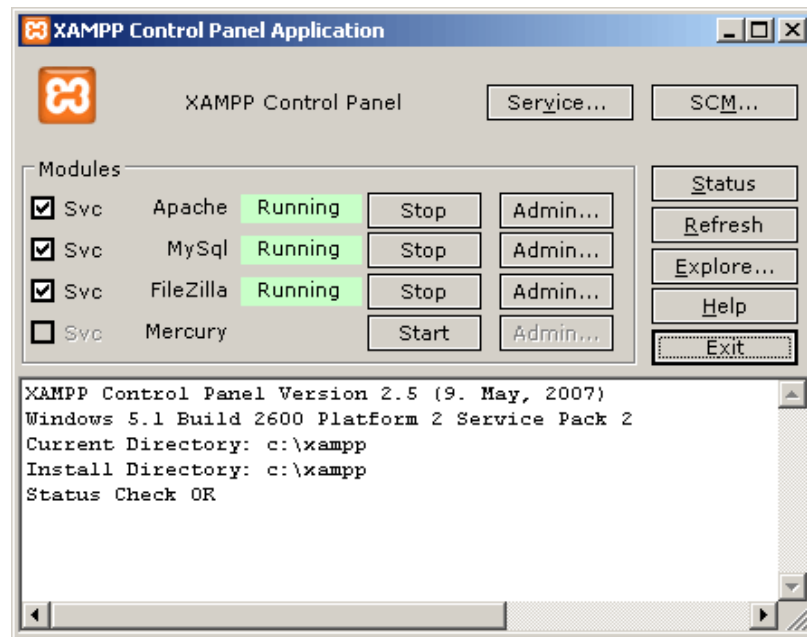 XAMPP Control Panel Application
XAMPP Control Panel Service... SCM...
Modules
Svc Apache Running Stop Admin...
Svc MySql Running Stop Admin...
Svc FileZilla Running Stop Admin...
Svc Mercury Start Admin...
Status
Refresh
Explore...
Help
Exit
XAMPP Control Panel Version 2.5 (9. May, 2007)
Windows 5.1 Build 2600 Platform 2 Service Pack 2
Current Directory: c:\xampp
Install Directory: c:\xampp
Status Check OK